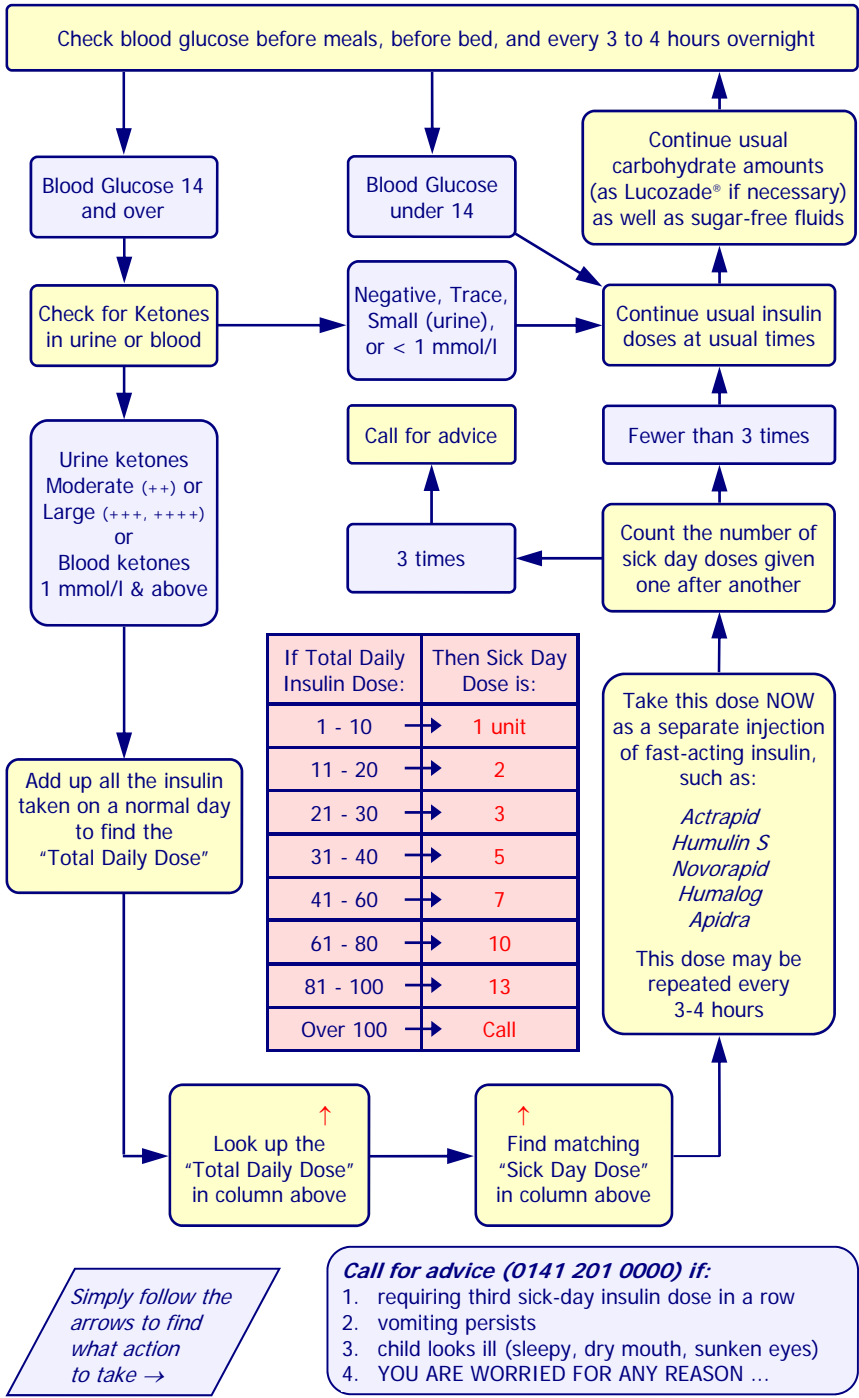 Check blood glucose before meals, before bed, and every 3 to 4 hours overnight
Blood Glucose 14
and over
Blood Glucose
under 14
Continue usual
carbohydrate amounts
(as Lucozade® if necessary)
as well as sugar-free fluids
Check for Ketones
in urine or blood
Negative, Trace,
Small (urine),
or < 1 mmol/l
Continue usual insulin
doses at usual times
Call for advice
Fewer than 3 times
Urine ketones
Moderate (++) or
Large (+++, ++++)
or
Blood ketones
1 mmol/l & above
3 times
Count the number of
sick day doses given
one after another
If Total Daily
Insulin Dose:
Then Sick Day
Dose is:
1 - 10 → 1 unit
11 - 20 → 2
21 - 30 → 3
31 - 40 → 5
41 - 60 → 7
61 - 80 → 10
81 - 100 → 13
Over 100 → Call
Take this dose NOW
as a separate injection
of fast-acting insulin,
such as:
Actrapid
Humulin S
Novorapid
Humalog
Apidra
This dose may be
repeated every
3-4 hours
Add up all the insulin
taken on a normal day
to find the
“Total Daily Dose”
↑
Look up the
“Total Daily Dose”
in column above
↑
Find matching
“Sick Day Dose”
in column above
Simply follow the
arrows to find
what action
to take →
Call for advice (0141 201 0000) if:
1. requiring third sick-day insulin dose in a row
2. vomiting persists
3. child looks ill (sleepy, dry mouth, sunken eyes)
4. YOU ARE WORRIED FOR ANY REASON ...